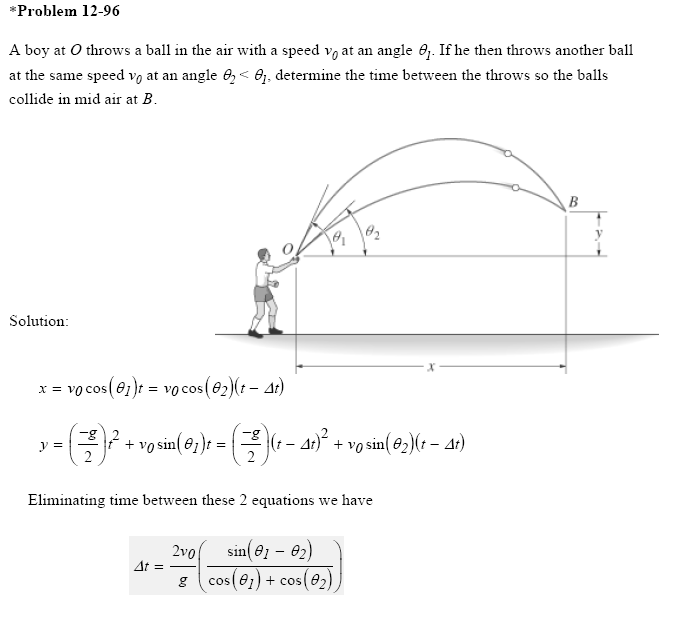 *Problem 12-96
A boy at O throws a ball in the air with a speed v₀ at an angle θ₁. If he then throws another ball
at the same speed v₀ at an angle θ₂ < θ₁, determine the time between the throws so the balls
collide in mid air at B.
B
θ₁ θ₂ y
O
Solution:
x
x = v₀ cos(θ₁)t = v₀ cos(θ₂)(t − Δt)
y = (−g/2)t² + v₀ sin(θ₁)t = (−g/2)(t − Δt)² + v₀ sin(θ₂)(t − Δt)
Eliminating time between these 2 equations we have
Δt = 2v₀/g (sin(θ₁ − θ₂)/cos(θ₁) + cos(θ₂))